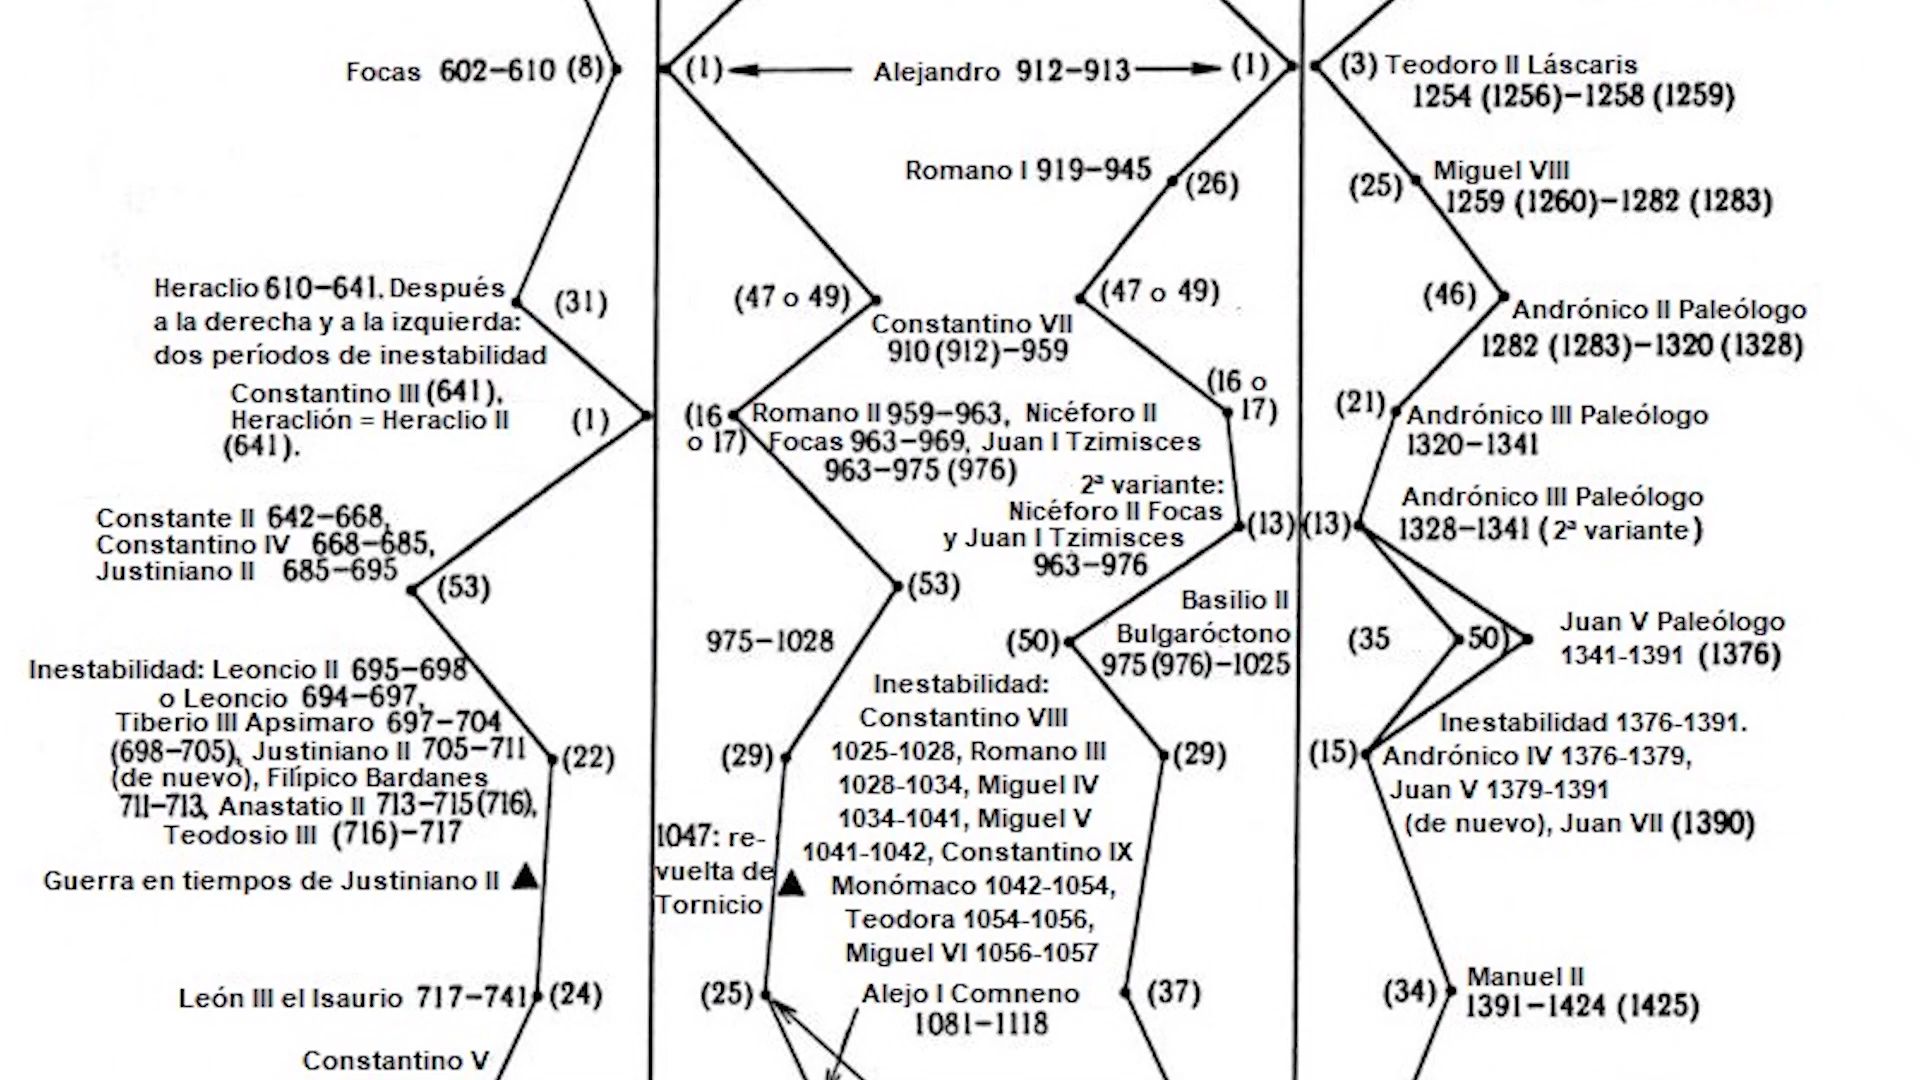 Focas 602–610 (8)
(1)
Alejandro 912–913
(1)
(3) Teodoro II Láscaris
1254 (1256)–1258 (1259)
Romano I 919–945
(26)
(25)
Miguel VIII
1259 (1260)–1282 (1283)
Heraclio 610–641. Después
a la derecha y a la izquierda:
dos períodos de inestabilidad
(31)
(47 o 49)
Constantino VII
910 (912)–959
(47 o 49)
(46)
Andrónico II Paleólogo
1282 (1283)–1320 (1328)
Constantino III (641),
Heraclión = Heraclio II
(641).
(1)
(16
o 17)
Romano II 959–963, Nicéforo II
Focas 963–969, Juan I Tzimisces
963–975 (976)
(16 o
17)
(21)
Andrónico III Paleólogo
1320–1341
2ª variante:
Nicéforo II Focas
y Juan I Tzimisces
963–976
(13)
(13)
Andrónico III Paleólogo
1328–1341 (2ª variante)
Constante II 642–668,
Constantino IV 668–685,
Justiniano II 685–695
(53)
(53)
975–1028
(50)
Basilio II
Bulgaróctono
975 (976)–1025
(35
50)
Juan V Paleólogo
1341-1391 (1376)
Inestabilidad: Leoncio II 695–698
o Leoncio 694–697,
Tiberio III Apsimaro 697–704
(698–705), Justiniano II 705–711
(de nuevo), Filípico Bardanes
711–713, Anastatio II 713–715 (716),
Teodosio III (716)–717
(22)
(29)
Inestabilidad:
Constantino VIII
1025-1028, Romano III
1028-1034, Miguel IV
1034-1041, Miguel V
1041-1042, Constantino IX
Monómaco 1042-1054,
Teodora 1054-1056,
Miguel VI 1056-1057
(29)
(15)
Inestabilidad 1376-1391.
Andrónico IV 1376-1379,
Juan V 1379-1391
(de nuevo), Juan VII (1390)
Guerra en tiempos de Justiniano II
1047: re-
vuelta de
Tornicio
León III el Isaurio 717–741
(24)
(25)
Alejo I Comneno
1081–1118
(37)
(34)
Manuel II
1391–1424 (1425)
Constantino V